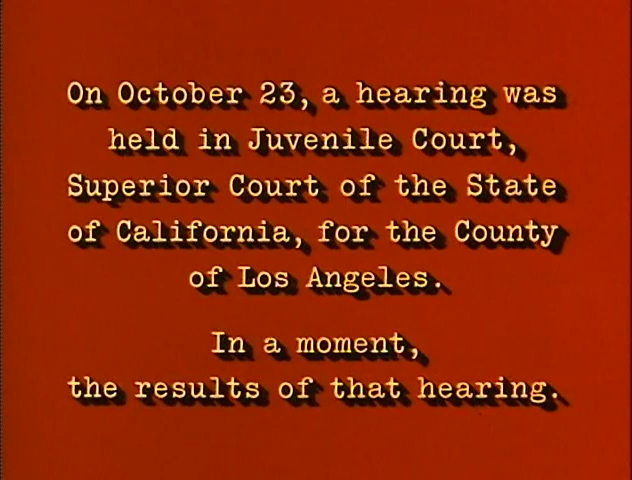 On October 23, a hearing was
held in Juvenile Court,
Superior Court of the State
of California, for the County
of Los Angeles.
In a moment,
the results of that hearing.